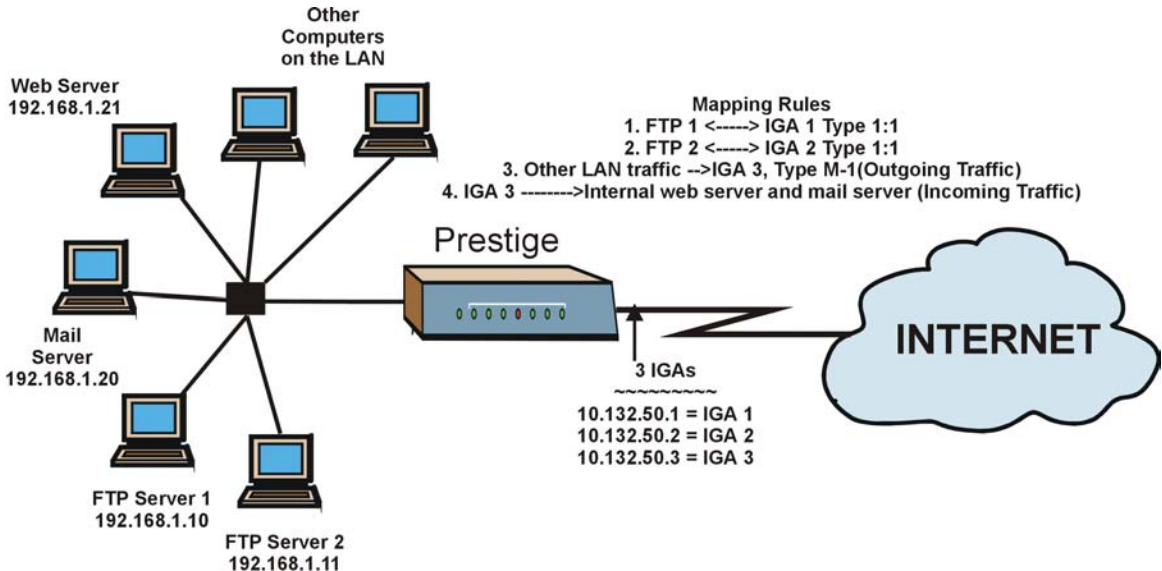 Other
Computers
on the LAN
Web Server
192.168.1.21
Mapping Rules
1. FTP 1 <-----> IGA 1 Type 1:1
2. FTP 2 <-----> IGA 2 Type 1:1
3. Other LAN traffic -->IGA 3, Type M-1(Outgoing Traffic)
4. IGA 3 -------->Internal web server and mail server (Incoming Traffic)
Prestige
Mail
Server
192.168.1.20
INTERNET
3 IGAs
~~~~~~~~~
10.132.50.1 = IGA 1
10.132.50.2 = IGA 2
10.132.50.3 = IGA 3
FTP Server 1
192.168.1.10
FTP Server 2
192.168.1.11